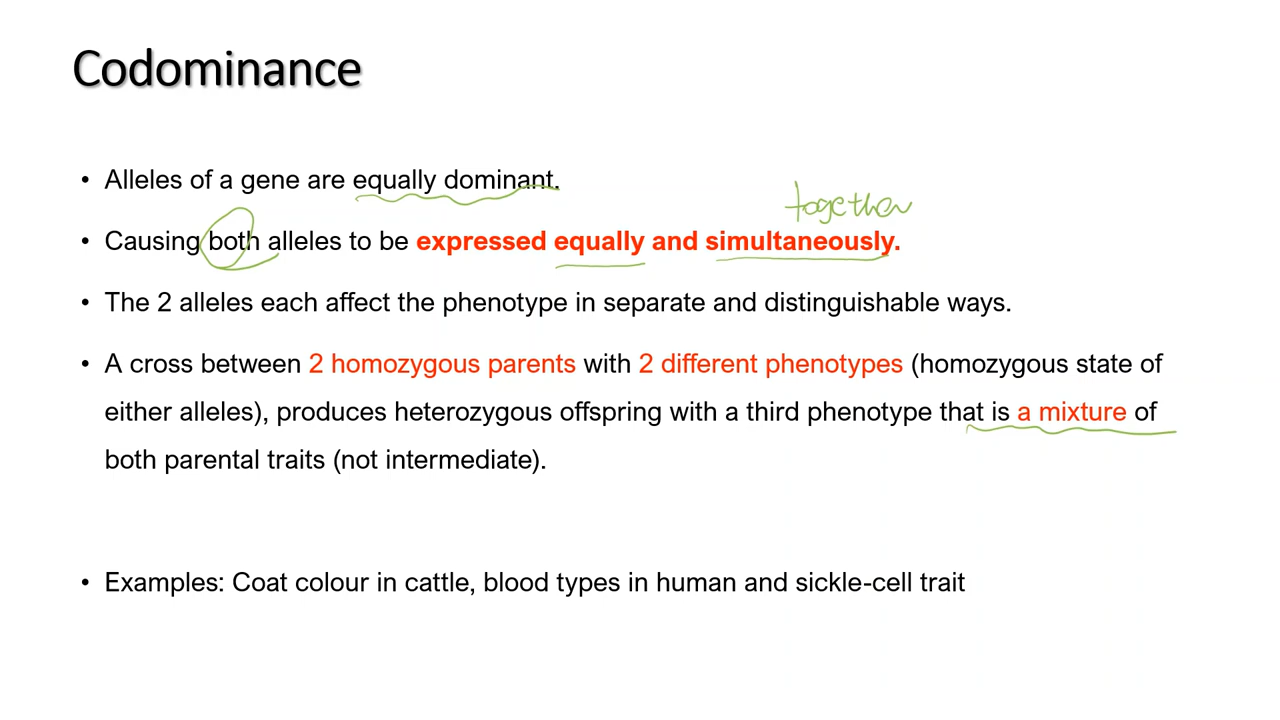 Codominance
• Alleles of a gene are equally dominant.
together
• Causing both alleles to be expressed equally and simultaneously.
• The 2 alleles each affect the phenotype in separate and distinguishable ways.
• A cross between 2 homozygous parents with 2 different phenotypes (homozygous state of
either alleles), produces heterozygous offspring with a third phenotype that is a mixture of
both parental traits (not intermediate).
• Examples: Coat colour in cattle, blood types in human and sickle-cell trait